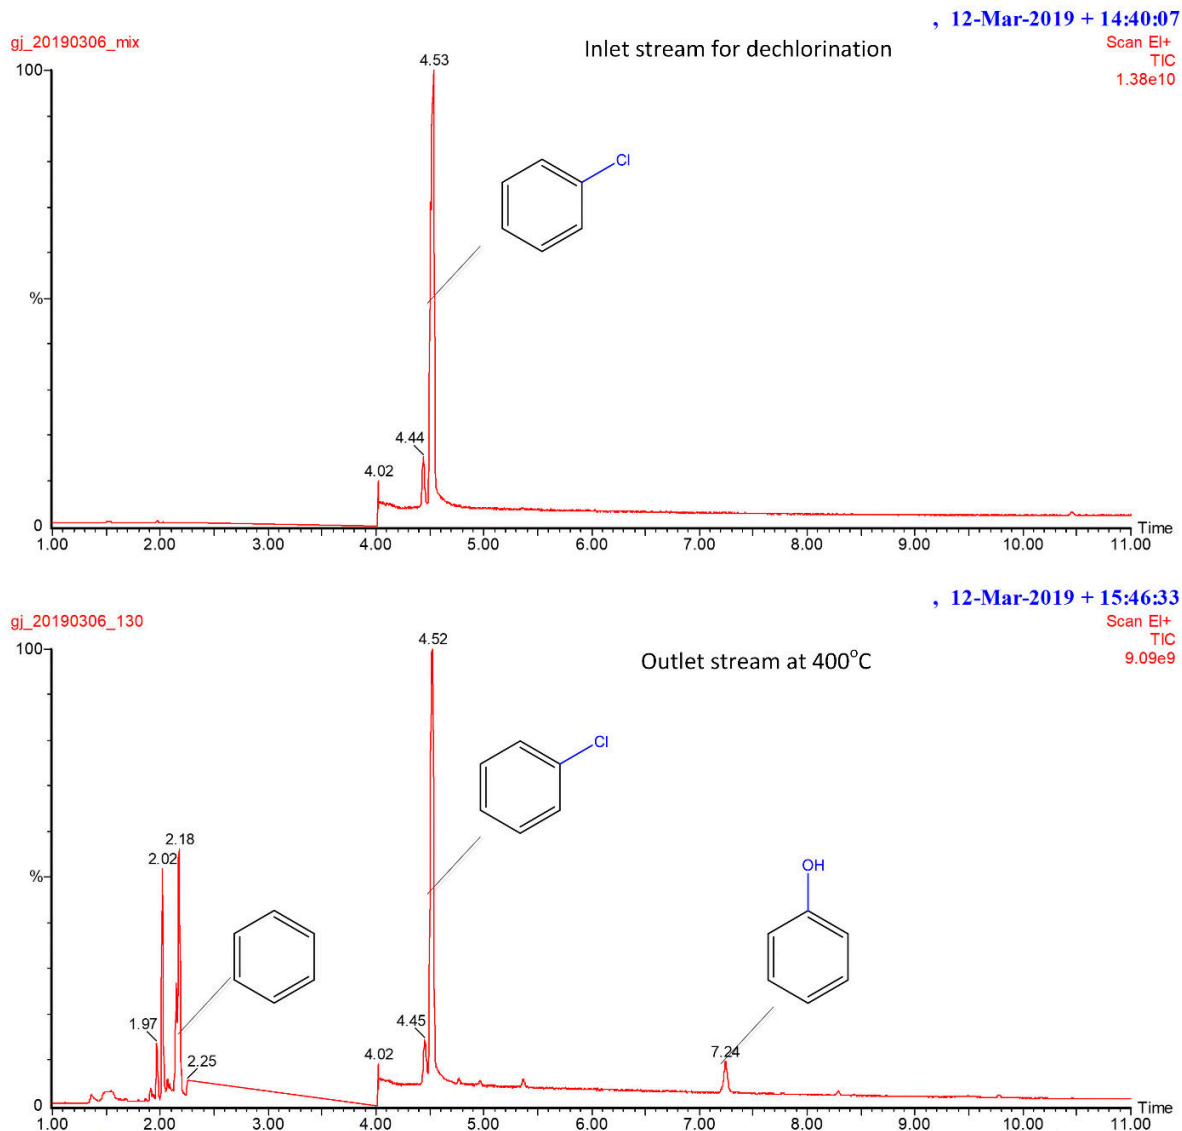 , 12-Mar-2019 + 14:40:07
gj_20190306_mix
Inlet stream for dechlorination
Scan EI+
TIC
1.38e10
100
4.53
Cl
%
4.44
4.02
0
1.00 2.00 3.00 4.00 5.00 6.00 7.00 8.00 9.00 10.00 11.00
Time
, 12-Mar-2019 + 15:46:33
gj_20190306_130
Outlet stream at 400°C
Scan EI+
TIC
9.09e9
100
4.52
Cl
2.18
2.02
%
OH
1.97
4.45
7.24
2.25
4.02
0
1.00 2.00 3.00 4.00 5.00 6.00 7.00 8.00 9.00 10.00 11.00
Time